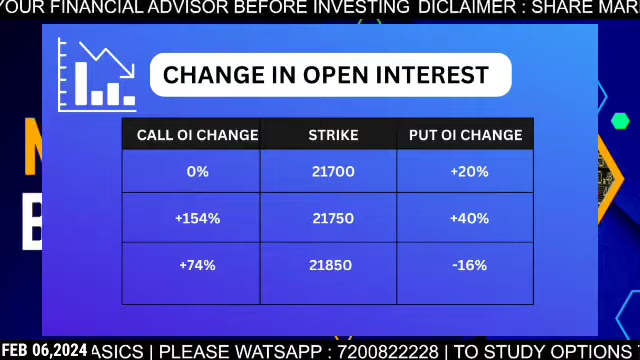 YOUR FINANCIAL ADVISOR BEFORE INVESTING DICLAIMER : SHARE MAR
CHANGE IN OPEN INTEREST
CALL OI CHANGE STRIKE PUT OI CHANGE
0% 21700 +20%
+154% 21750 +40%
+74% 21850 -16%
FEB 06,2024 ASICS | PLEASE WATSAPP : 7200822228 | TO STUDY OPTIONS